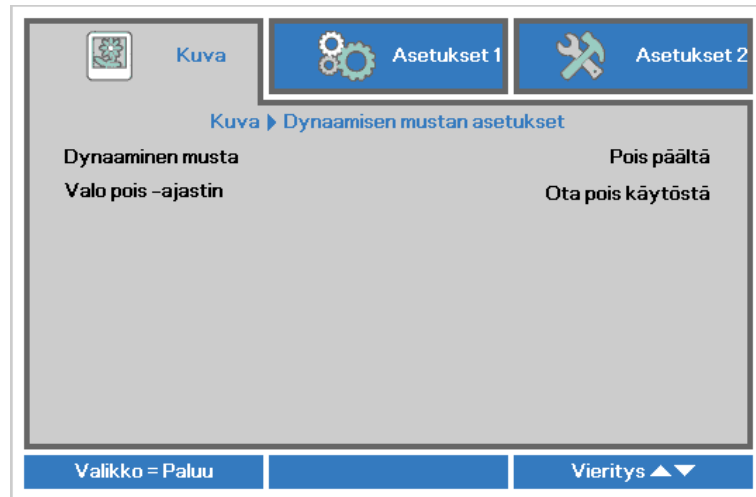 Kuva
Asetukset 1
Asetukset 2
Kuva ▶ Dynaamisen mustan asetukset
Dynaaminen musta Pois päältä
Valo pois -ajastin Ota pois käytöstä
Valikko = Paluu
Vieritys ▲▼